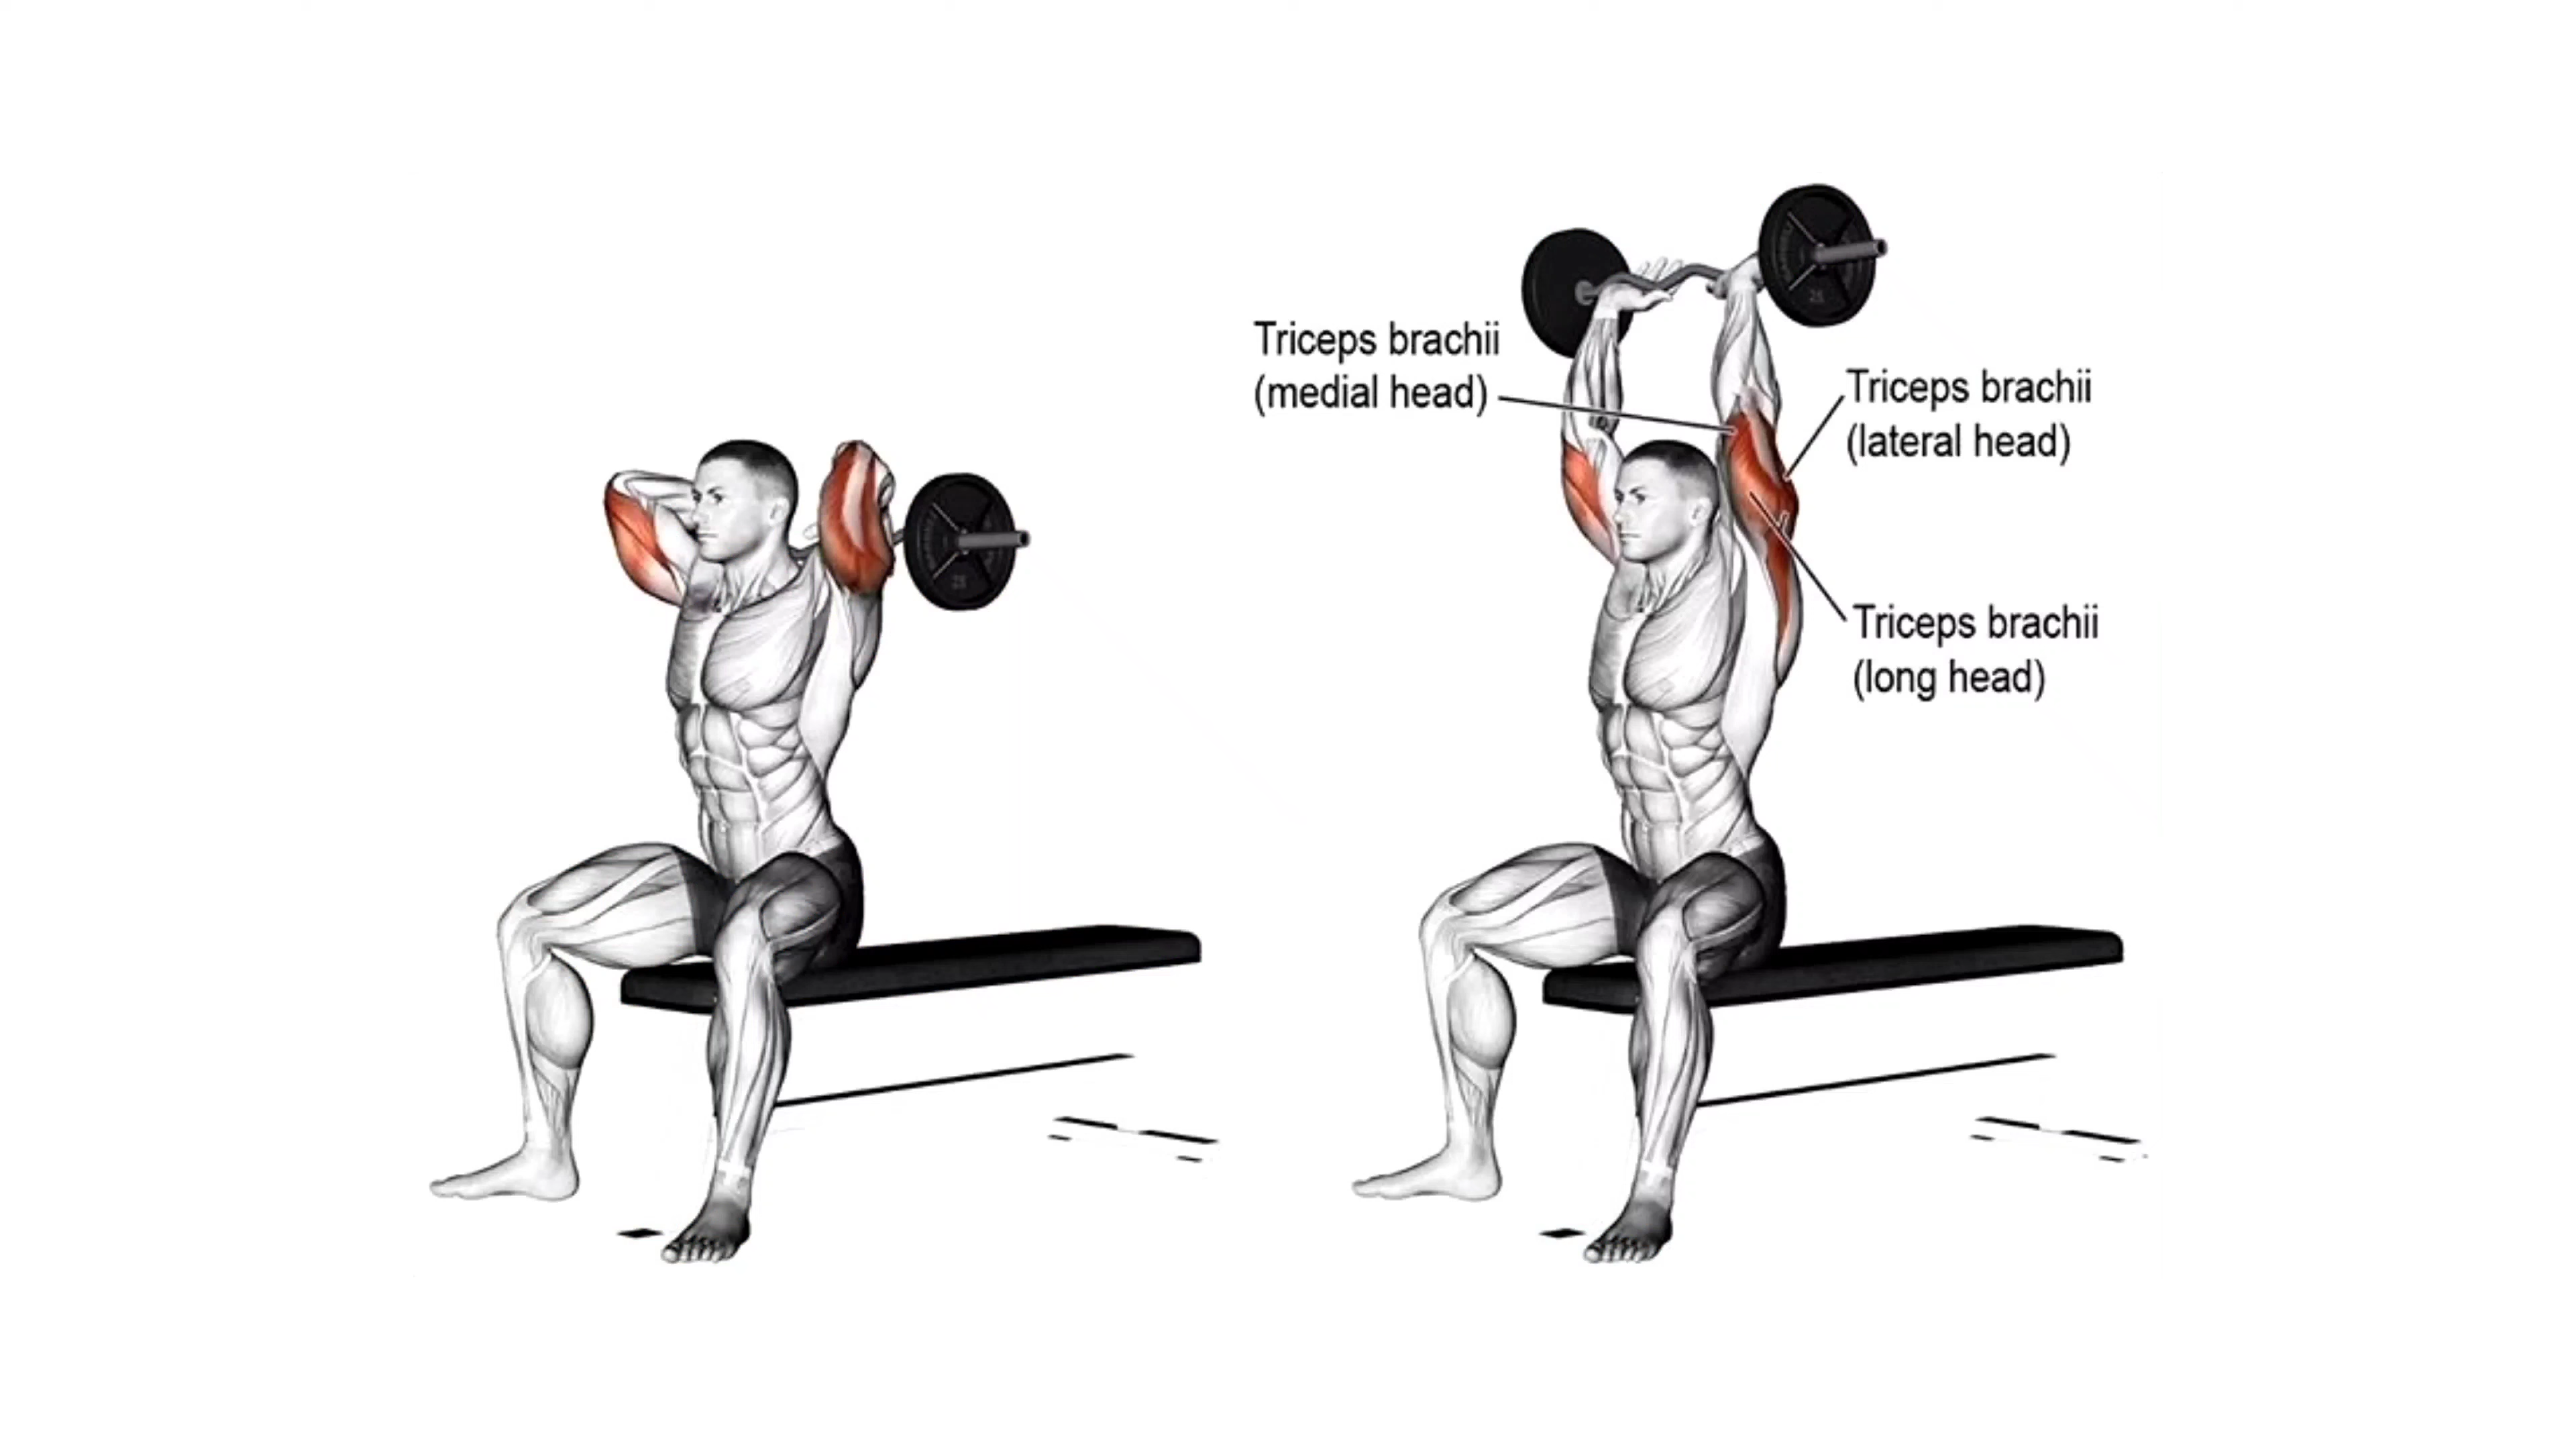 Triceps brachii
(medial head)
Triceps brachii
(lateral head)
Triceps brachii
(long head)